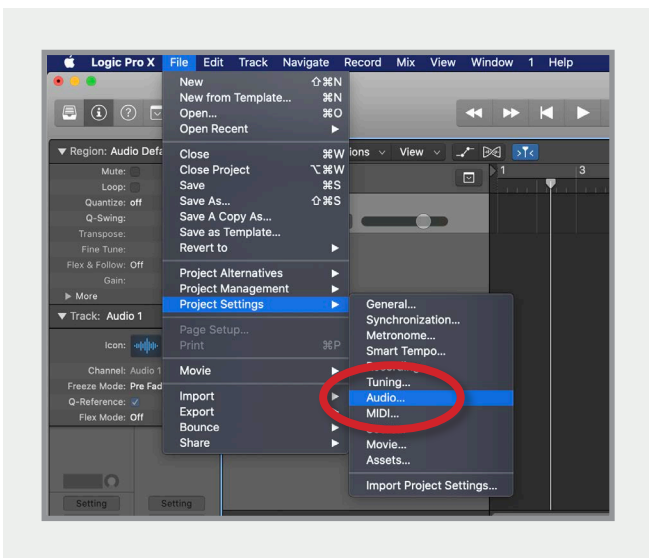 Logic Pro X File Edit Track Navigate Record Mix View Window 1 Help
New ⇧⌘N
New from Template... ⌘N
Open... ⌘O
Open Recent ▶
▼ Region: Audio Defa
Mute:
Loop:
Quantize: off
Q-Swing:
Transpose:
Fine Tune:
Flex & Follow: Off
Gain:
▶ More
▼ Track: Audio 1
Icon:
Channel: Audio 1
Freeze Mode: Pre Fad
Q-Reference:
Flex Mode: Off
Setting Setting
Close ⌘W
Close Project ⌥⌘W
Save ⌘S
Save As... ⇧⌘S
Save A Copy As...
Save as Template...
Revert to ▶
Project Alternatives ▶
Project Management ▶
Project Settings ▶
Page Setup...
Print ⌘P
Movie ▶
Import ▶
Export ▶
Bounce ▶
Share ▶
ions View
1 3
General...
Synchronization...
Metronome...
Smart Tempo...
Tuning...
Audio...
MIDI...
Movie...
Assets...
Import Project Settings...